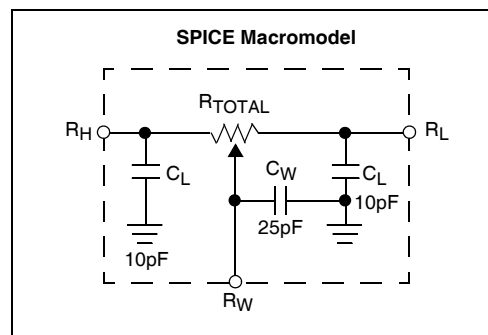 SPICE Macromodel
R_TOTAL
R_H
R_L
C_L
C_W
C_L
10pF
25pF
10pF
R_W